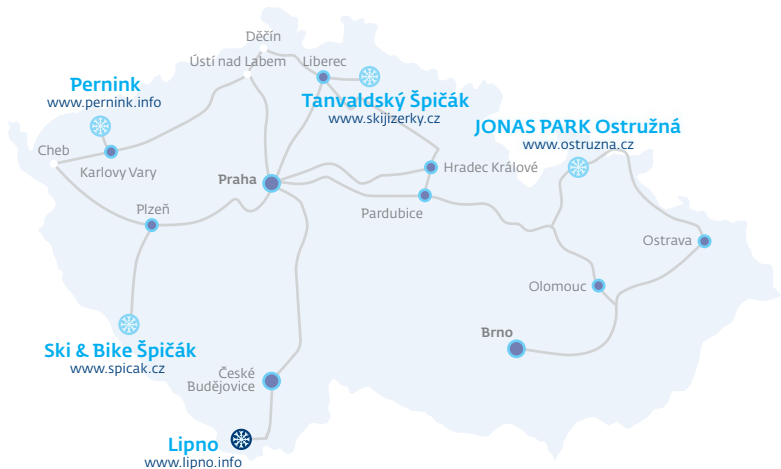 Děčín
Ústí nad Labem
Liberec
Pernink
www.pernink.info
Tanvaldský Špičák
www.skijizerky.cz
JONAS PARK Ostružná
www.ostruzna.cz
Cheb
Karlovy Vary
Praha
Hradec Králové
Plzeň
Pardubice
Ostrava
Olomouc
Brno
Ski & Bike Špičák
www.spicak.cz
České
Budějovice
Lipno
www.lipno.info